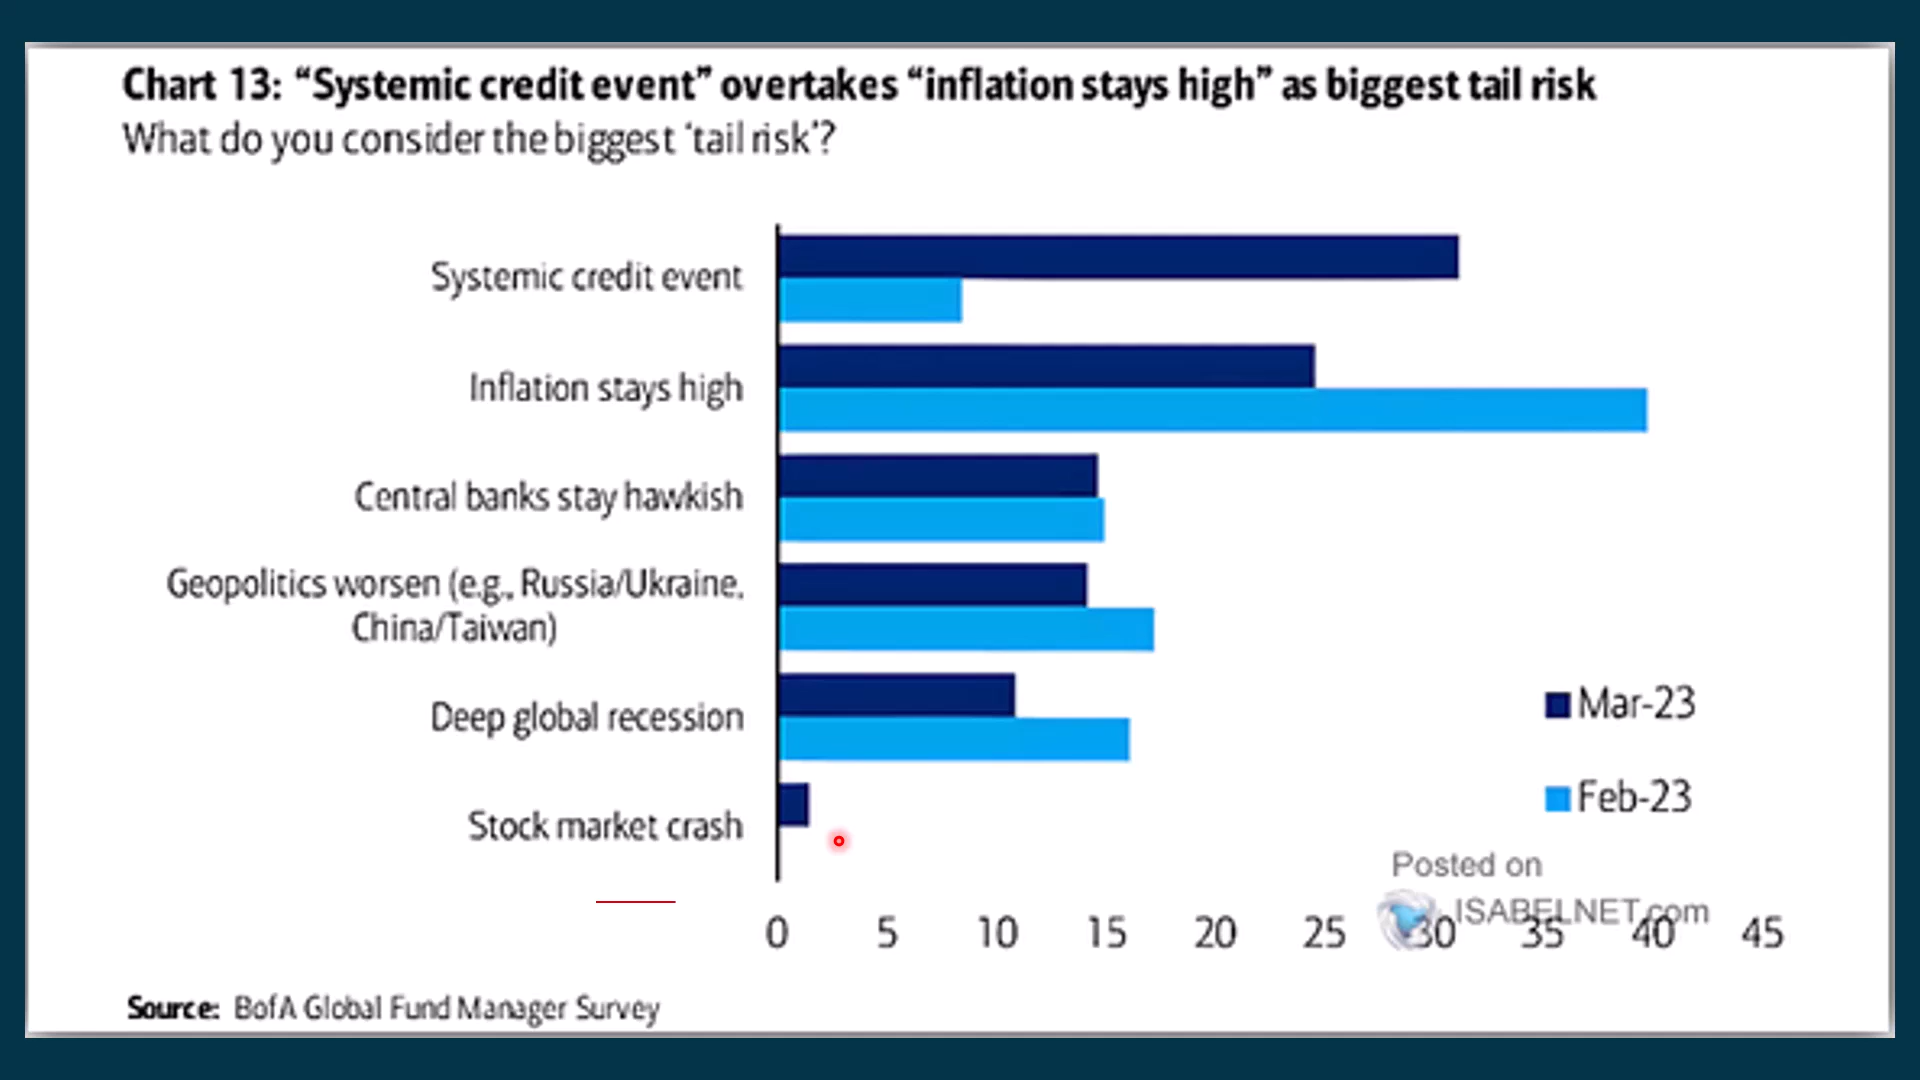 Chart 13: “Systemic credit event” overtakes “inflation stays high” as biggest tail risk
What do you consider the biggest ‘tail risk’?
Systemic credit event
Inflation stays high
Central banks stay hawkish
Geopolitics worsen (e.g., Russia/Ukraine,
China/Taiwan)
Deep global recession
Stock market crash
Mar-23
Feb-23
Posted on
ISABELNET.com
0 5 10 15 20 25 30 35 40 45
Source: BofA Global Fund Manager Survey